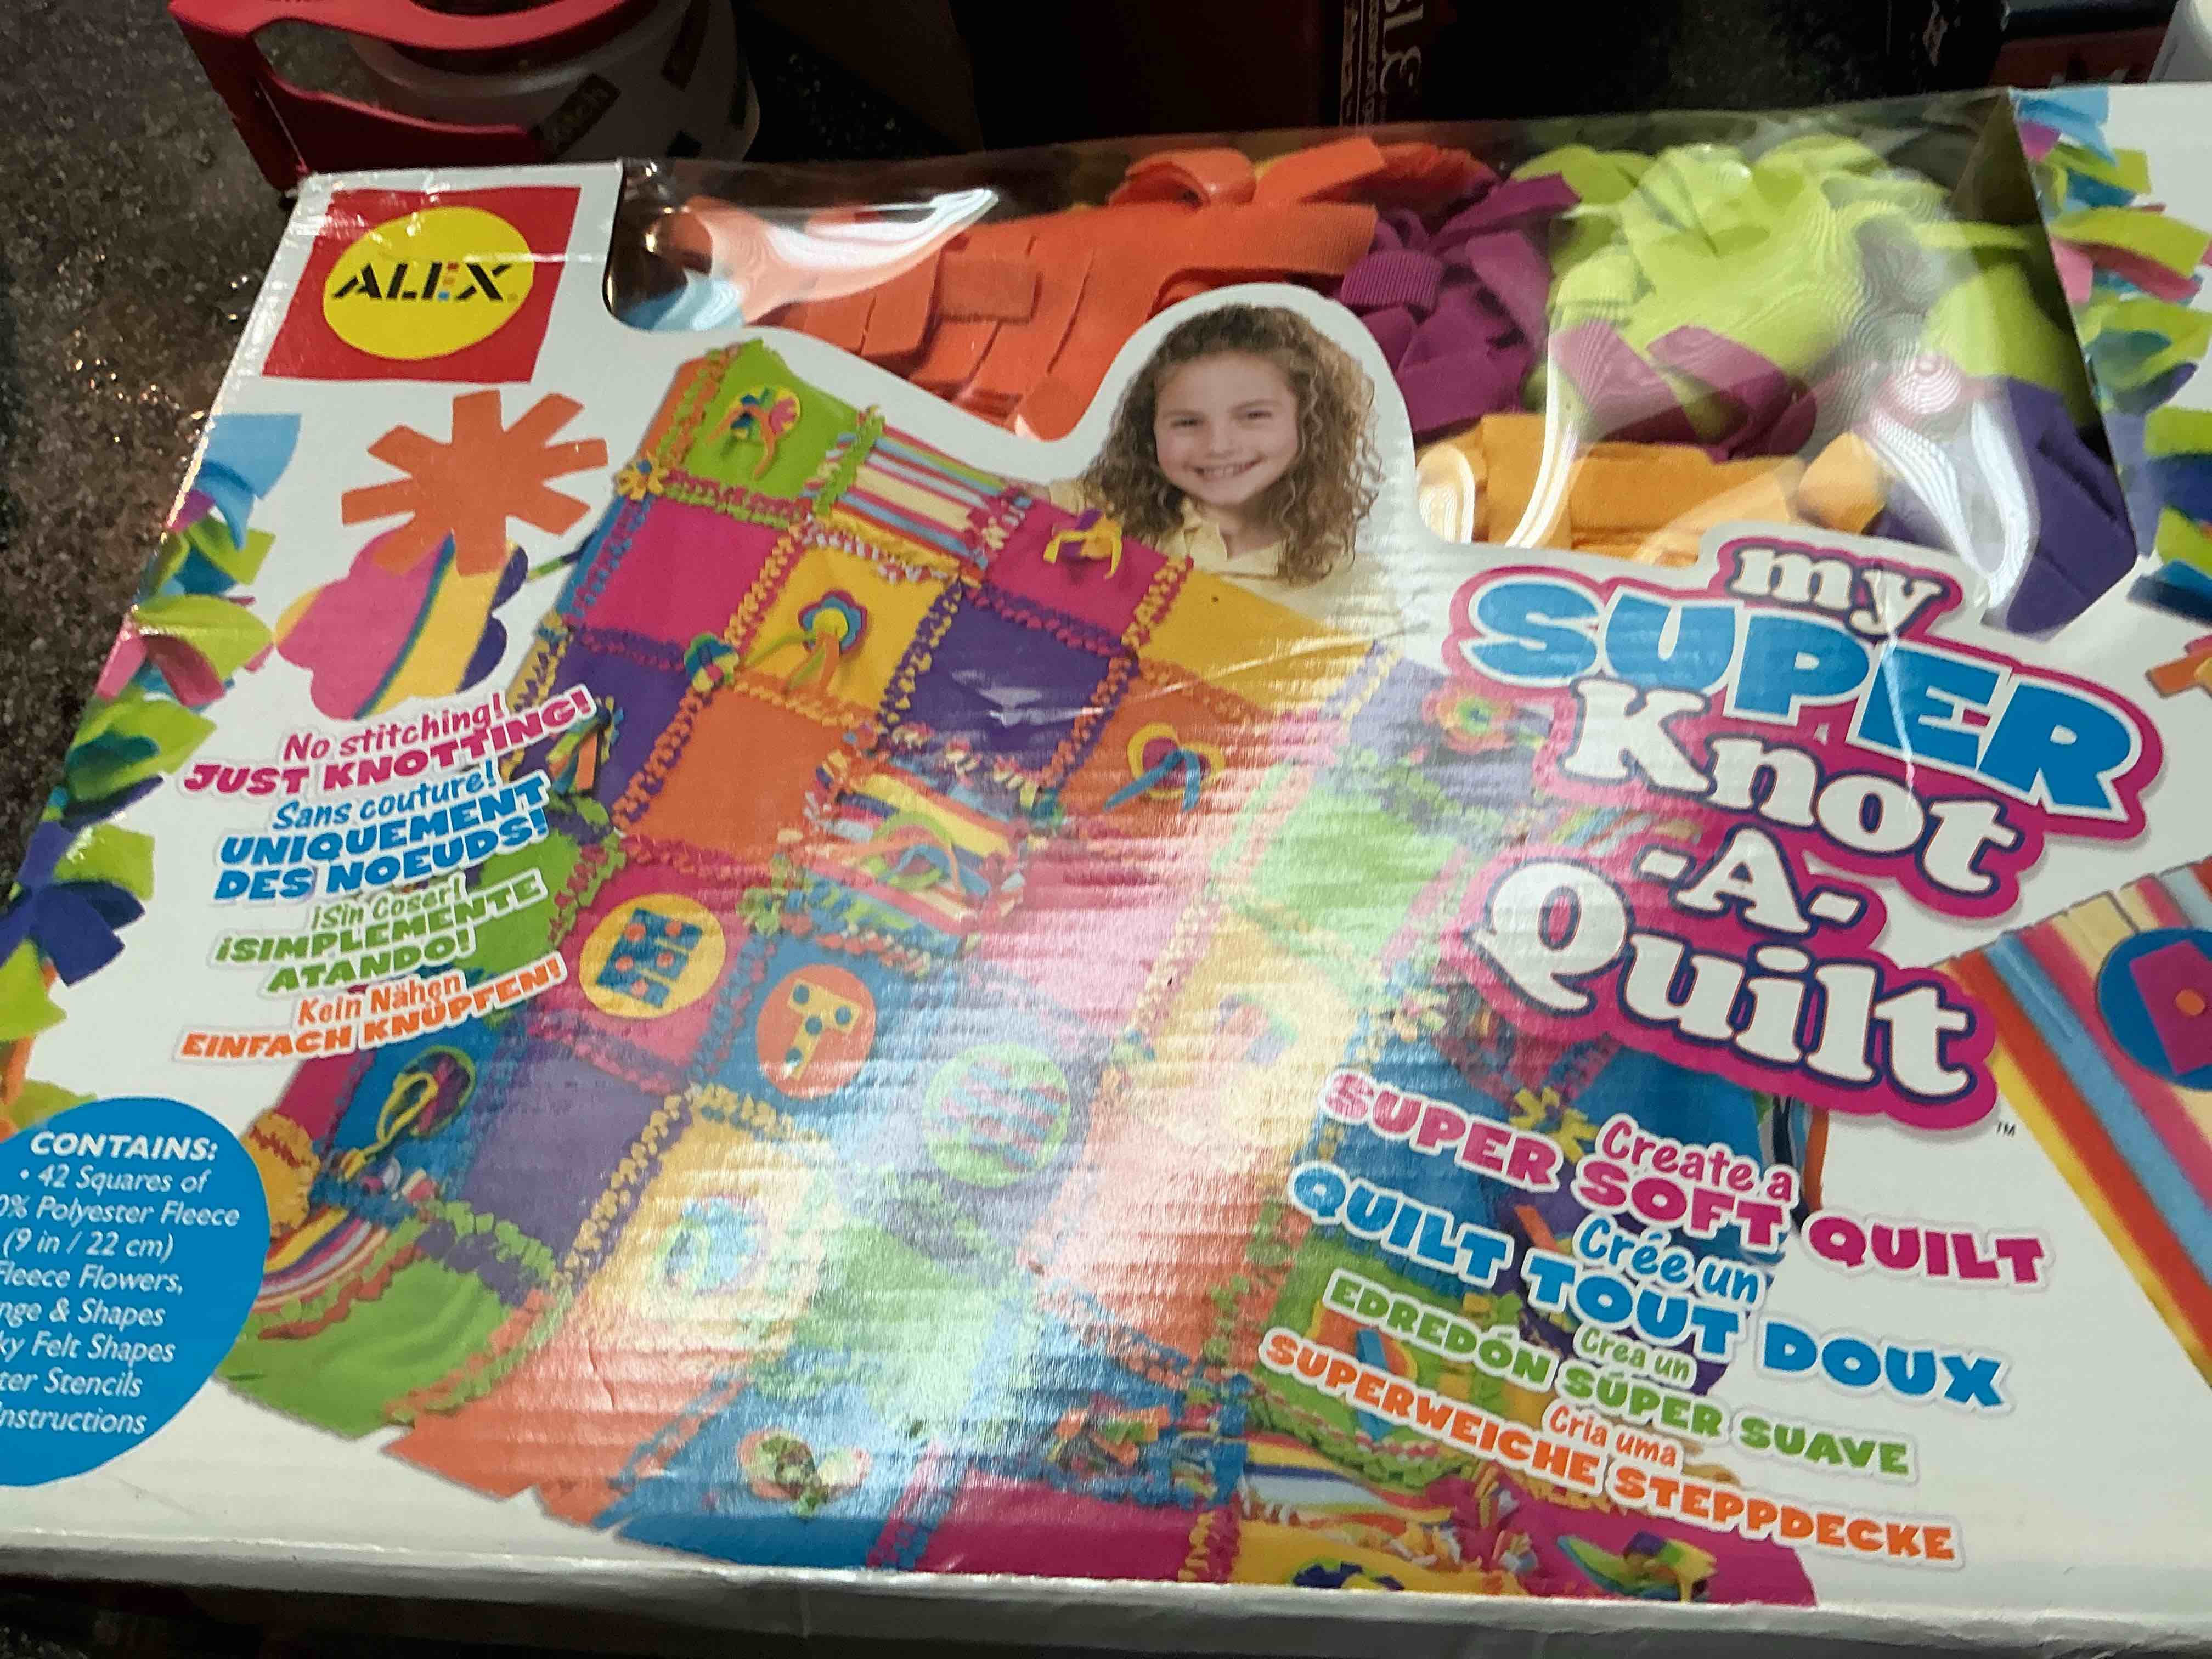 ALEX
my
SUPER
Knot
-A-
Quilt
TM
No stitching!
JUST KNOTTING!
Sans couture!
UNIQUEMENT
DES NOEUDS!
¡Sin Coser!
¡SIMPLEMENTE
ATANDO!
Kein Nähen
EINFACH KNÜPFEN!
CONTAINS:
• 42 Squares of
0% Polyester Fleece
(9 in / 22 cm)
Fleece Flowers,
& Shapes
Felt Shapes
Stencils
Instructions
Create a
SUPER SOFT QUILT
Crée un
QUILT TOUT DOUX
Crea un
EDREDÓN SÚPER SUAVE
Cria uma
SUPERWEICHE STEPPDECKE